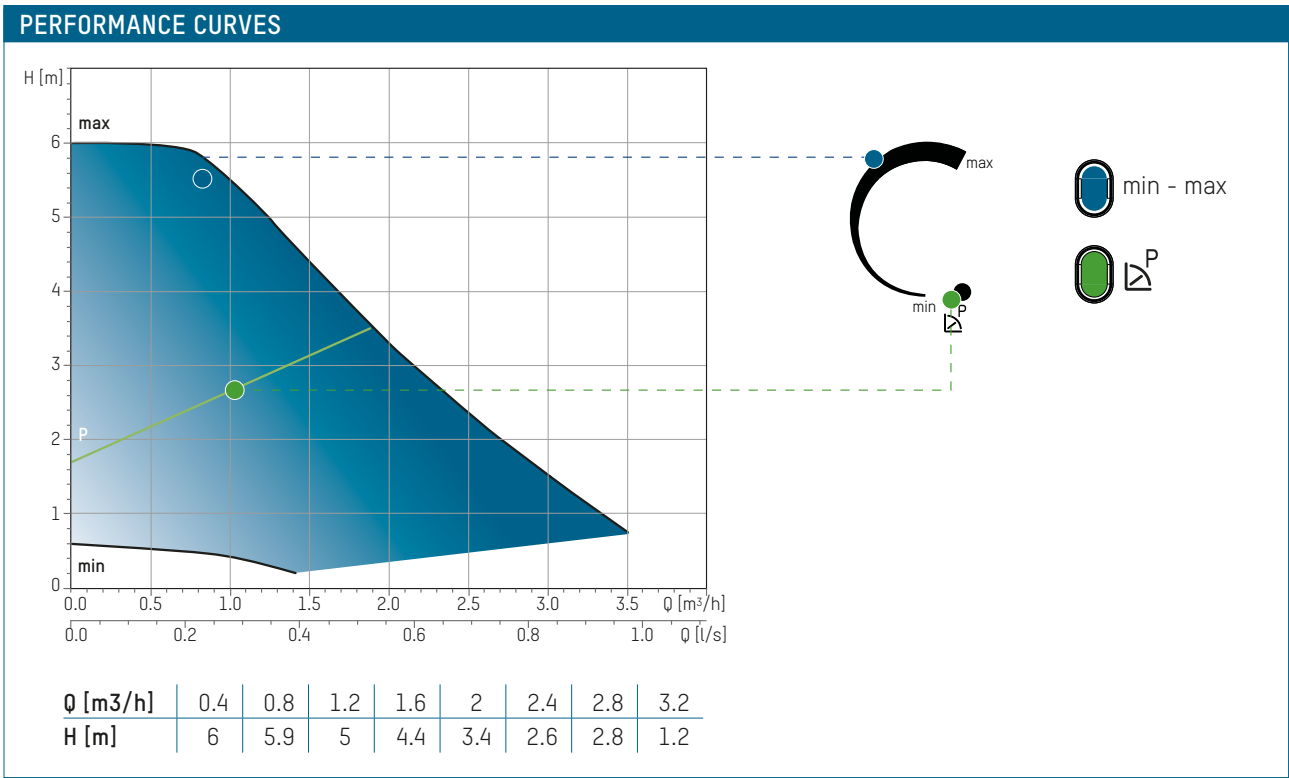 PERFORMANCE CURVES
H [m]
max
6
5
4
3
2
1
0
P
min
0.0 0.5 1.0 1.5 2.0 2.5 3.0 3.5 Q [m³/h]
0.0 0.2 0.4 0.6 0.8 1.0 Q [l/s]
max
min
P
min - max
P
Q [m3/h] 0.4 0.8 1.2 1.6 2 2.4 2.8 3.2
H [m] 6 5.9 5 4.4 3.4 2.6 2.8 1.2